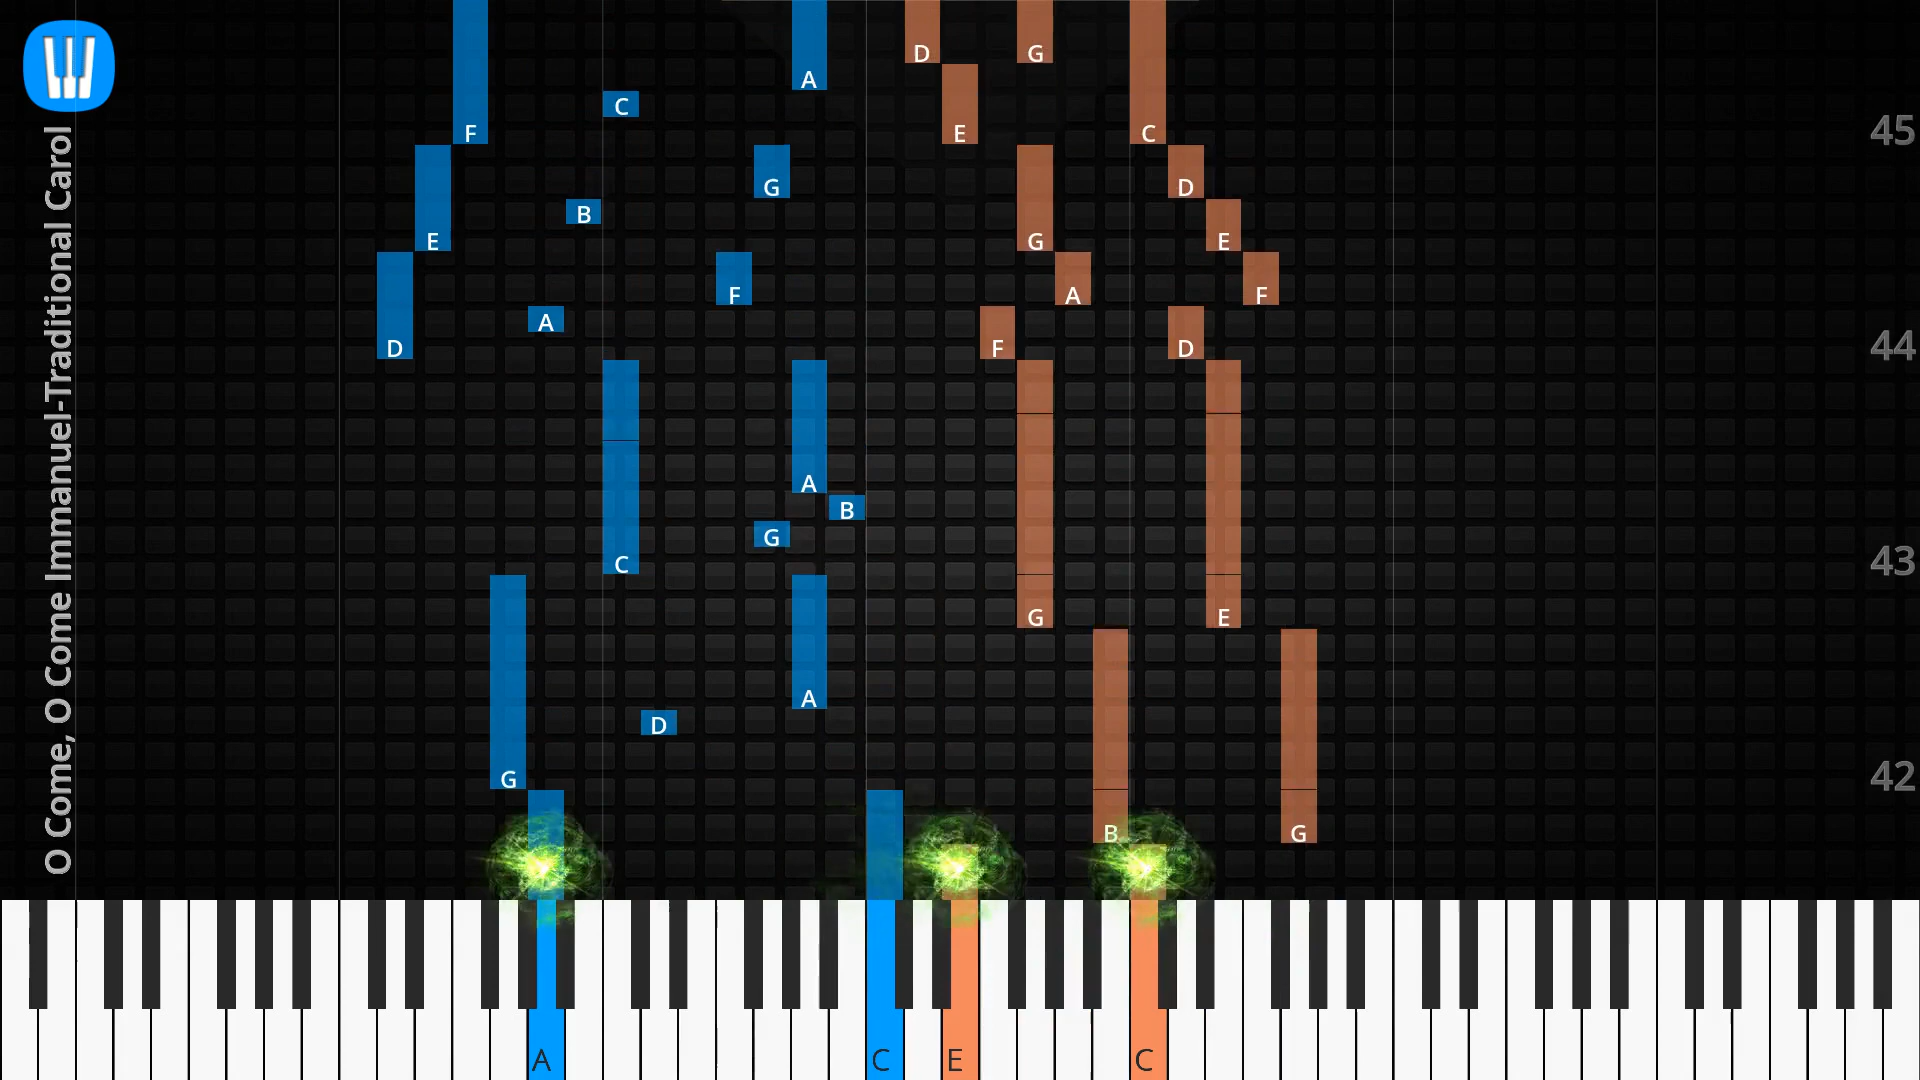 O Come, O Come Immanuel-Traditional Carol
D G
A
C
F E C
45
G D
B
E G E
F A F
A
D F D
44
A
B
G
C
43
G E
A
D
G
42
B G
A C E C